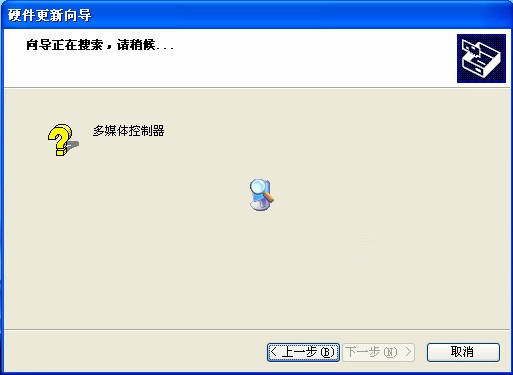 硬件更新向导
向导正在搜索，请稍候...
多媒体控制器
< 上一步(B)
下一步(N) >
取消